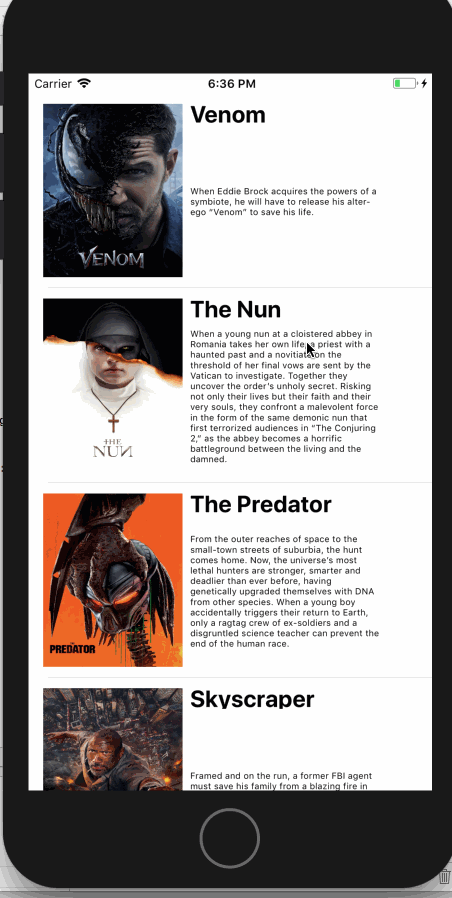 Carrier
6:36 PM
Venom
When Eddie Brock acquires the powers of a
symbiote, he will have to release his alter-
ego “Venom” to save his life.
VENOM
The Nun
When a young nun at a cloistered abbey in
Romania takes her own life, a priest with a
haunted past and a novitiate on the
threshold of her final vows are sent by the
Vatican to investigate. Together they
uncover the order's unholy secret. Risking
not only their lives but their faith and their
very souls, they confront a malevolent force
in the form of the same demonic nun that
first terrorized audiences in “The Conjuring
2,” as the abbey becomes a horrific
battleground between the living and the
damned.
THE
NUN
The Predator
From the outer reaches of space to the
small-town streets of suburbia, the hunt
comes home. Now, the universe's most
lethal hunters are stronger, smarter and
deadlier than ever before, having
genetically upgraded themselves with DNA
from other species. When a young boy
accidentally triggers their return to Earth,
only a ragtag crew of ex-soldiers and a
disgruntled science teacher can prevent the
end of the human race.
PREDATOR
Skyscraper
Framed and on the run, a former FBI agent
must save his family from a blazing fire in